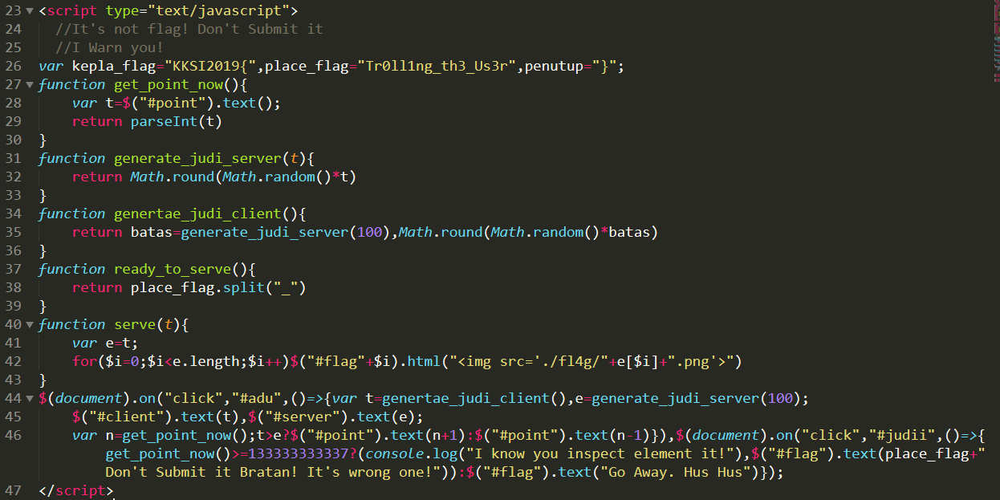 23 <script type="text/javascript">
24 //It's not flag! Don't Submit it
25 //I Warn you!
26 var kepla_flag="KKSI2019{",place_flag="Tr0ll1ng_th3_Us3r",penutup="}";
27 function get_point_now(){
28 var t=$("#point").text();
29 return parseInt(t)
30 }
31 function generate_judi_server(t){
32 return Math.round(Math.random()*t)
33 }
34 function genertae_judi_client(){
35 return batas=generate_judi_server(100),Math.round(Math.random()*batas)
36 }
37 function ready_to_serve(){
38 return place_flag.split("_")
39 }
40 function serve(t){
41 var e=t;
42 for($i=0;$i<e.length;$i++)$("#flag"+$i).html("<img src='./fl4g/"+e[$i]+".png'>")
43 }
44 $(document).on("click","#adu",()=>{var t=genertae_judi_client(),e=generate_judi_server(100);
45 $("#client").text(t),$("#server").text(e);
46 var n=get_point_now();t>e?$("#point").text(n+1):$("#point").text(n-1)}),$(document).on("click","#judii",()=>{
get_point_now()>=133333333337?(console.log("I know you inspect element it!"),$("#flag").text(place_flag+"
Don't Submit it Bratan! It's wrong one!")):$("#flag").text("Go Away. Hus Hus")});
47 </script>